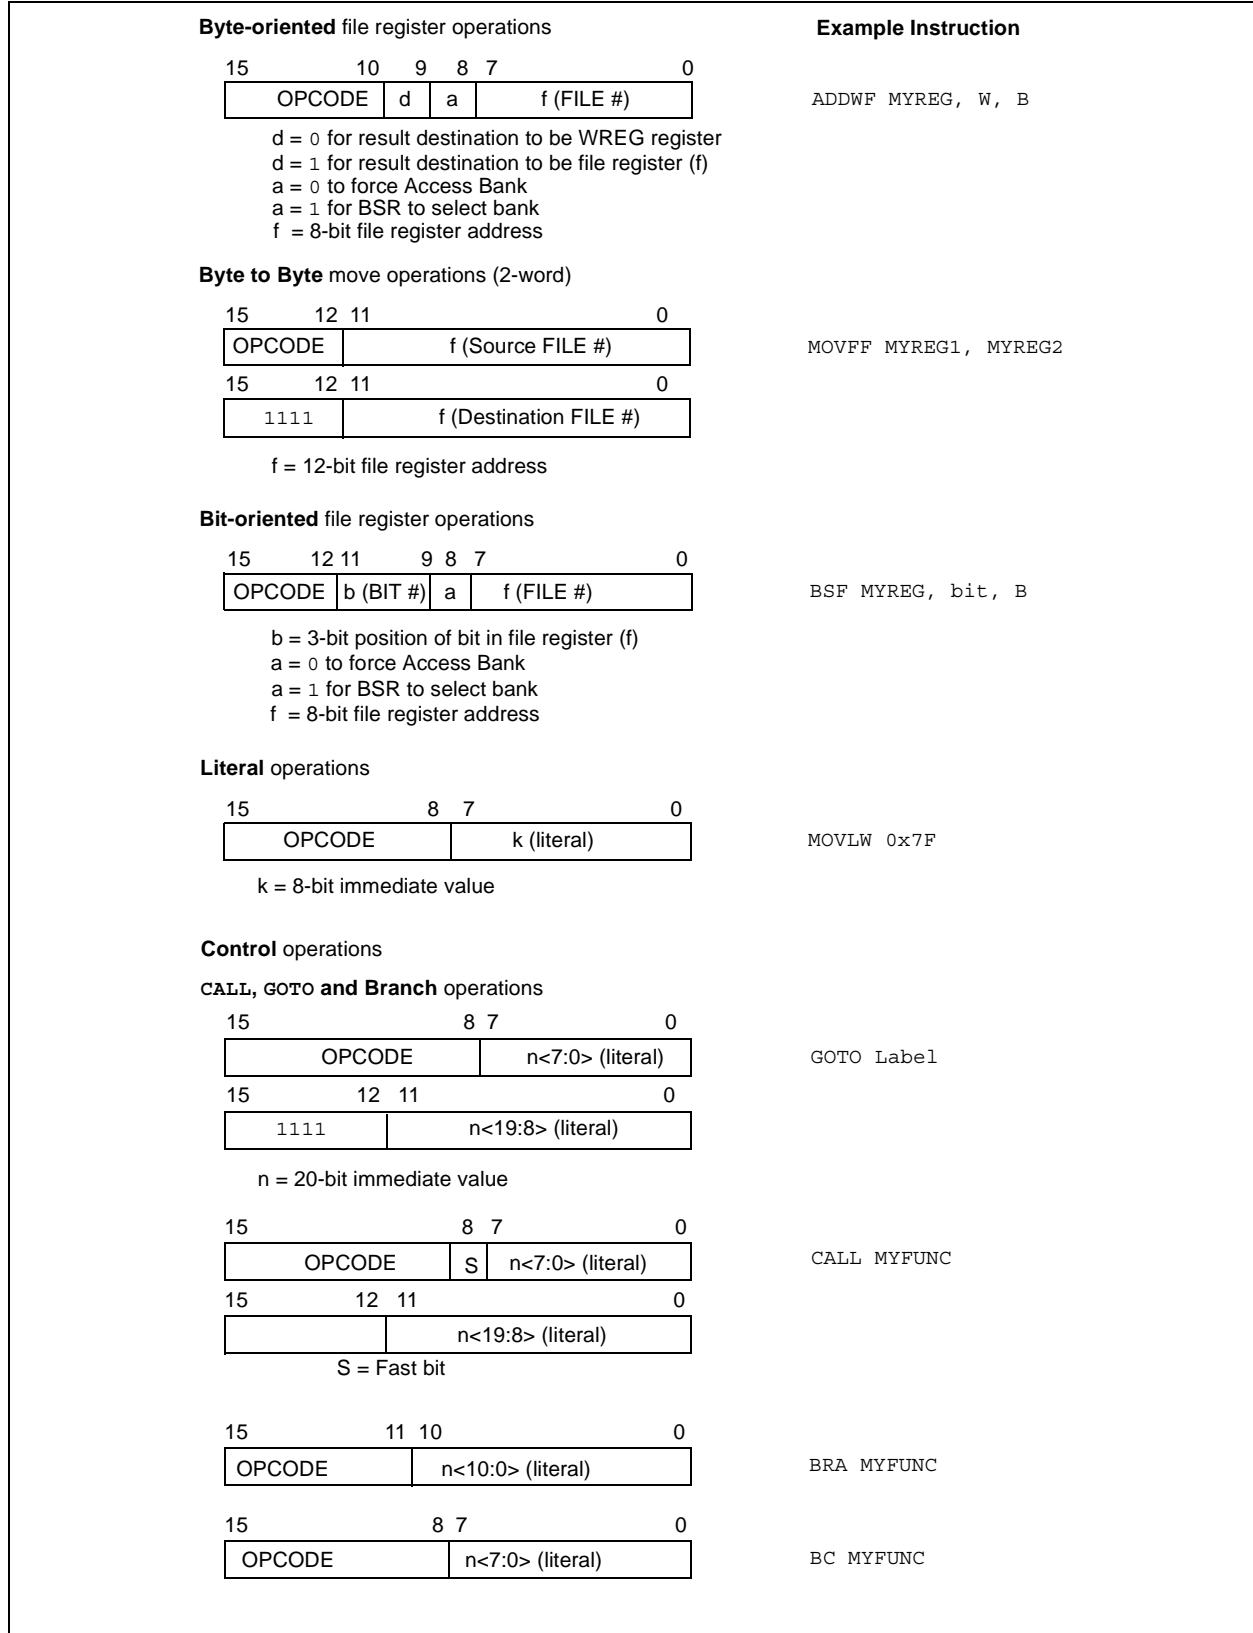 Byte-oriented file register operations Example Instruction
15 10 9 8 7 0
OPCODE d a f (FILE #) ADDWF MYREG, W, B
d = 0 for result destination to be WREG register
d = 1 for result destination to be file register (f)
a = 0 to force Access Bank
a = 1 for BSR to select bank
f = 8-bit file register address
Byte to Byte move operations (2-word)
15 12 11 0
OPCODE f (Source FILE #) MOVFF MYREG1, MYREG2
15 12 11 0
1111 f (Destination FILE #)
f = 12-bit file register address
Bit-oriented file register operations
15 12 11 9 8 7 0
OPCODE b (BIT #) a f (FILE #) BSF MYREG, bit, B
b = 3-bit position of bit in file register (f)
a = 0 to force Access Bank
a = 1 for BSR to select bank
f = 8-bit file register address
Literal operations
15 8 7 0
OPCODE k (literal) MOVLW 0x7F
k = 8-bit immediate value
Control operations
CALL, GOTO and Branch operations
15 8 7 0
OPCODE n<7:0> (literal) GOTO Label
15 12 11 0
1111 n<19:8> (literal)
n = 20-bit immediate value
15 8 7 0
OPCODE S n<7:0> (literal) CALL MYFUNC
15 12 11 0
n<19:8> (literal)
S = Fast bit
15 11 10 0
OPCODE n<10:0> (literal) BRA MYFUNC
15 8 7 0
OPCODE n<7:0> (literal) BC MYFUNC